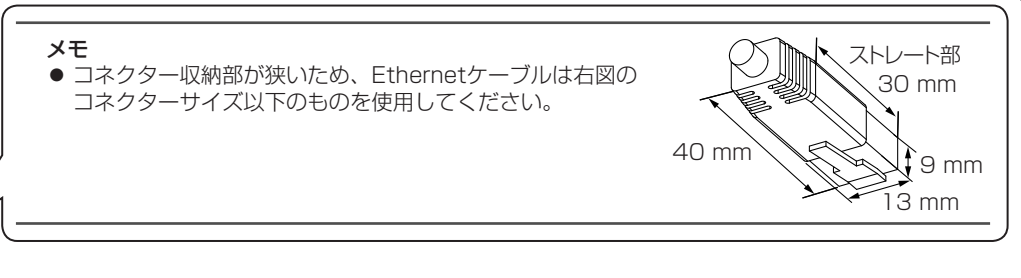 メモ
● コネクター収納部が狭いため、Ethernetケーブルは右図の
コネクターサイズ以下のものを使用してください。
ストレート部
30 mm
40 mm
9 mm
13 mm